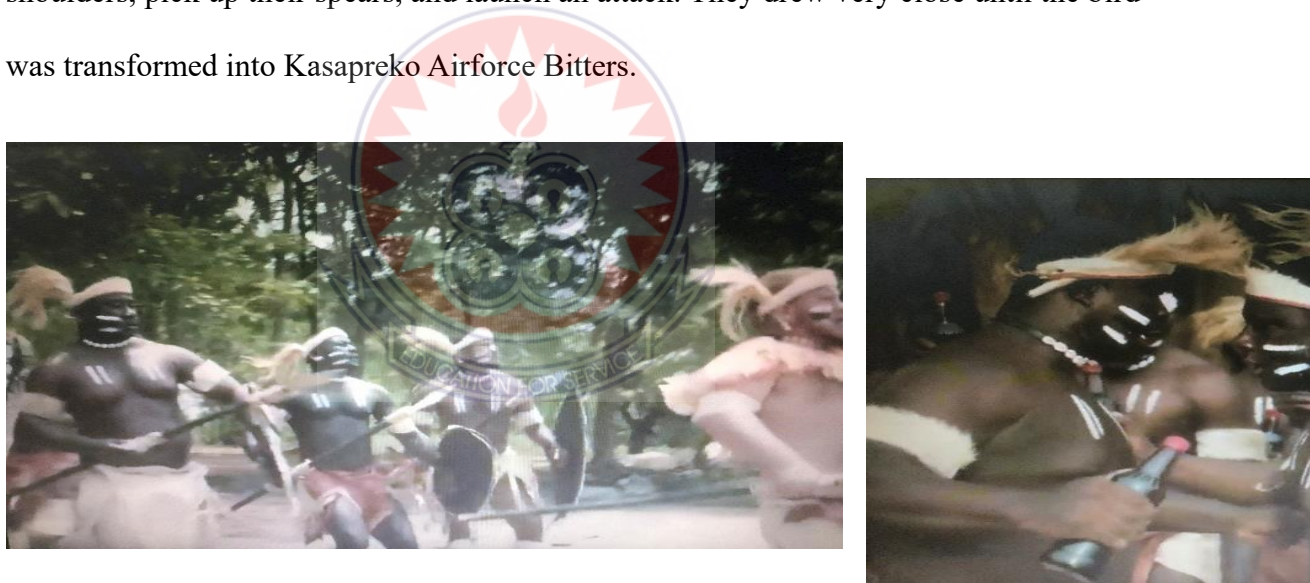 shoulders, pick up their spears, and launch an attack. They drew very close until the bird
was transformed into Kasapreko Airforce Bitters.
EDUCATION FOR SERVICE